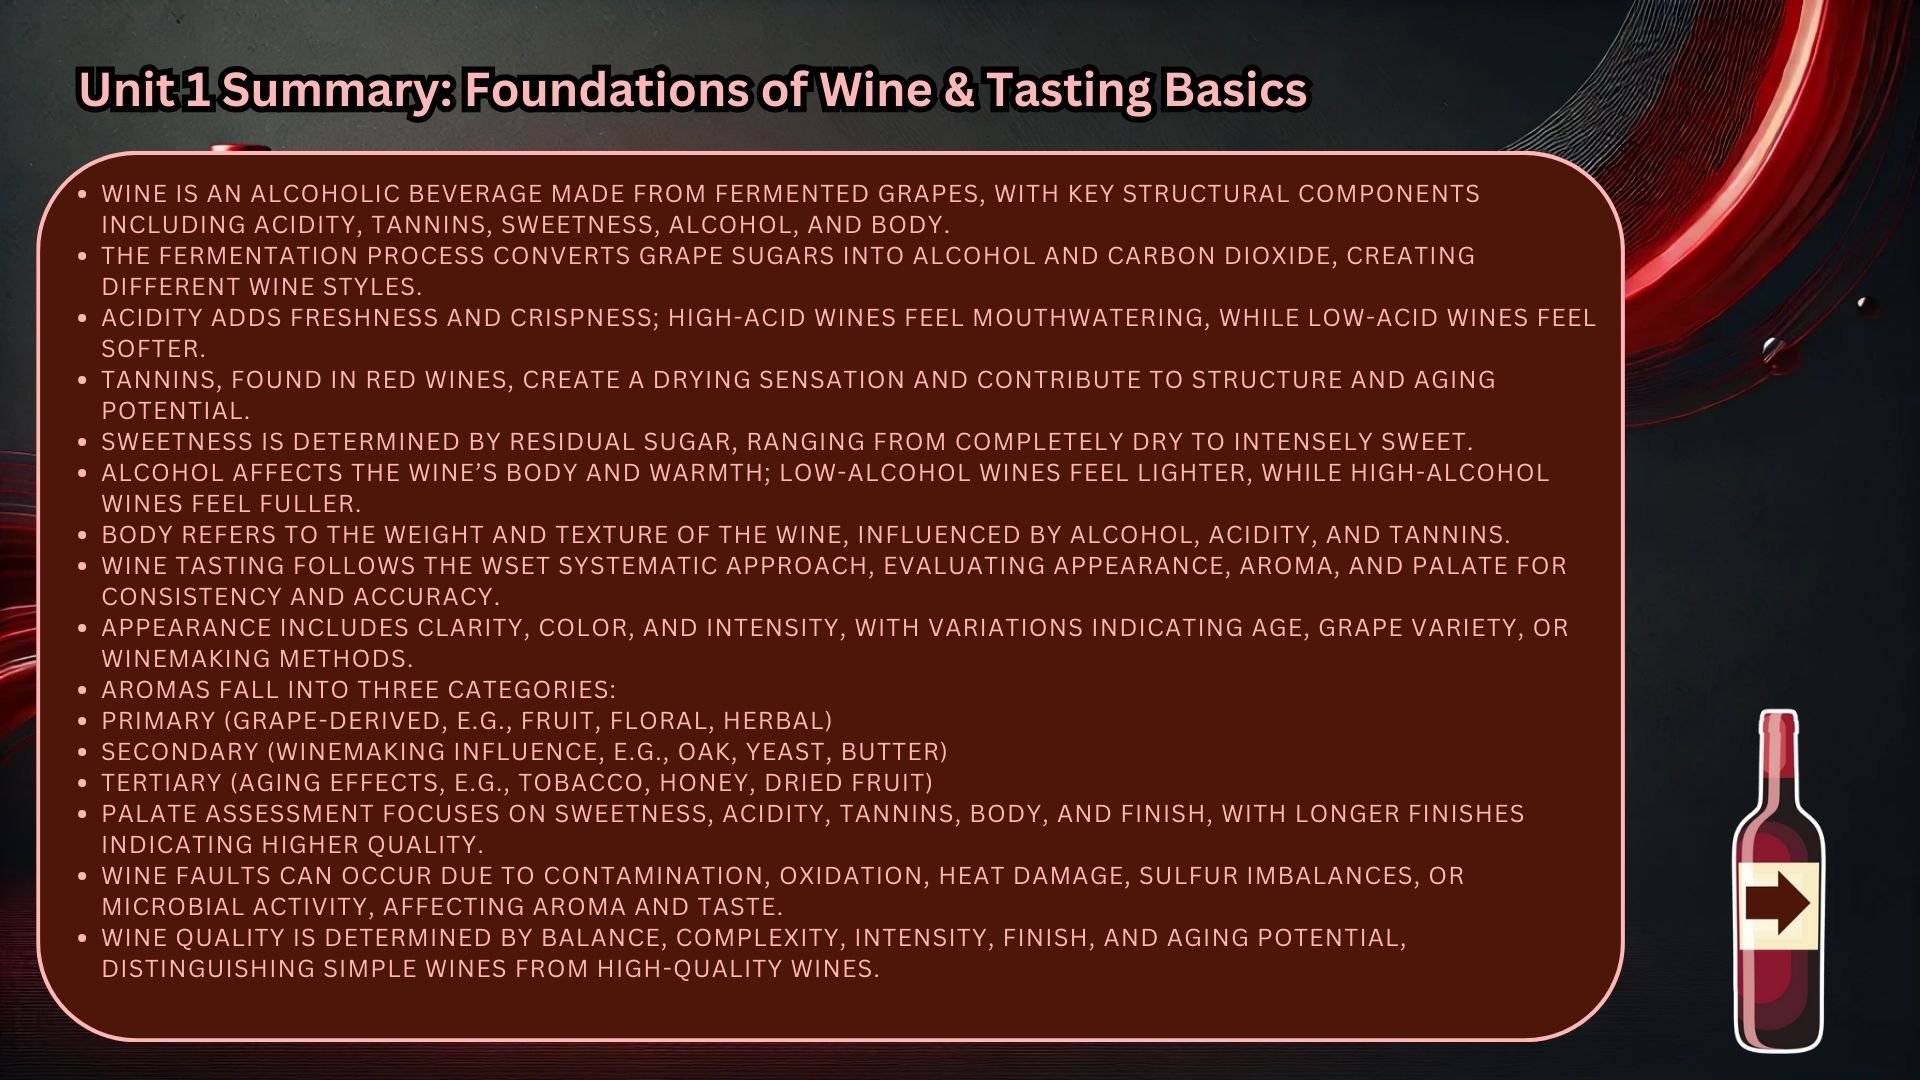 Unit 1 Summary: Foundations of Wine & Tasting Basics
• WINE IS AN ALCOHOLIC BEVERAGE MADE FROM FERMENTED GRAPES, WITH KEY STRUCTURAL COMPONENTS
INCLUDING ACIDITY, TANNINS, SWEETNESS, ALCOHOL, AND BODY.
• THE FERMENTATION PROCESS CONVERTS GRAPE SUGARS INTO ALCOHOL AND CARBON DIOXIDE, CREATING
DIFFERENT WINE STYLES.
• ACIDITY ADDS FRESHNESS AND CRISPNESS; HIGH-ACID WINES FEEL MOUTHWATERING, WHILE LOW-ACID WINES FEEL
SOFTER.
• TANNINS, FOUND IN RED WINES, CREATE A DRYING SENSATION AND CONTRIBUTE TO STRUCTURE AND AGING
POTENTIAL.
• SWEETNESS IS DETERMINED BY RESIDUAL SUGAR, RANGING FROM COMPLETELY DRY TO INTENSELY SWEET.
• ALCOHOL AFFECTS THE WINE’S BODY AND WARMTH; LOW-ALCOHOL WINES FEEL LIGHTER, WHILE HIGH-ALCOHOL
WINES FEEL FULLER.
• BODY REFERS TO THE WEIGHT AND TEXTURE OF THE WINE, INFLUENCED BY ALCOHOL, ACIDITY, AND TANNINS.
• WINE TASTING FOLLOWS THE WSET SYSTEMATIC APPROACH, EVALUATING APPEARANCE, AROMA, AND PALATE FOR
CONSISTENCY AND ACCURACY.
• APPEARANCE INCLUDES CLARITY, COLOR, AND INTENSITY, WITH VARIATIONS INDICATING AGE, GRAPE VARIETY, OR
WINEMAKING METHODS.
• AROMAS FALL INTO THREE CATEGORIES:
• PRIMARY (GRAPE-DERIVED, E.G., FRUIT, FLORAL, HERBAL)
• SECONDARY (WINEMAKING INFLUENCE, E.G., OAK, YEAST, BUTTER)
• TERTIARY (AGING EFFECTS, E.G., TOBACCO, HONEY, DRIED FRUIT)
• PALATE ASSESSMENT FOCUSES ON SWEETNESS, ACIDITY, TANNINS, BODY, AND FINISH, WITH LONGER FINISHES
INDICATING HIGHER QUALITY.
• WINE FAULTS CAN OCCUR DUE TO CONTAMINATION, OXIDATION, HEAT DAMAGE, SULFUR IMBALANCES, OR
MICROBIAL ACTIVITY, AFFECTING AROMA AND TASTE.
• WINE QUALITY IS DETERMINED BY BALANCE, COMPLEXITY, INTENSITY, FINISH, AND AGING POTENTIAL,
DISTINGUISHING SIMPLE WINES FROM HIGH-QUALITY WINES.